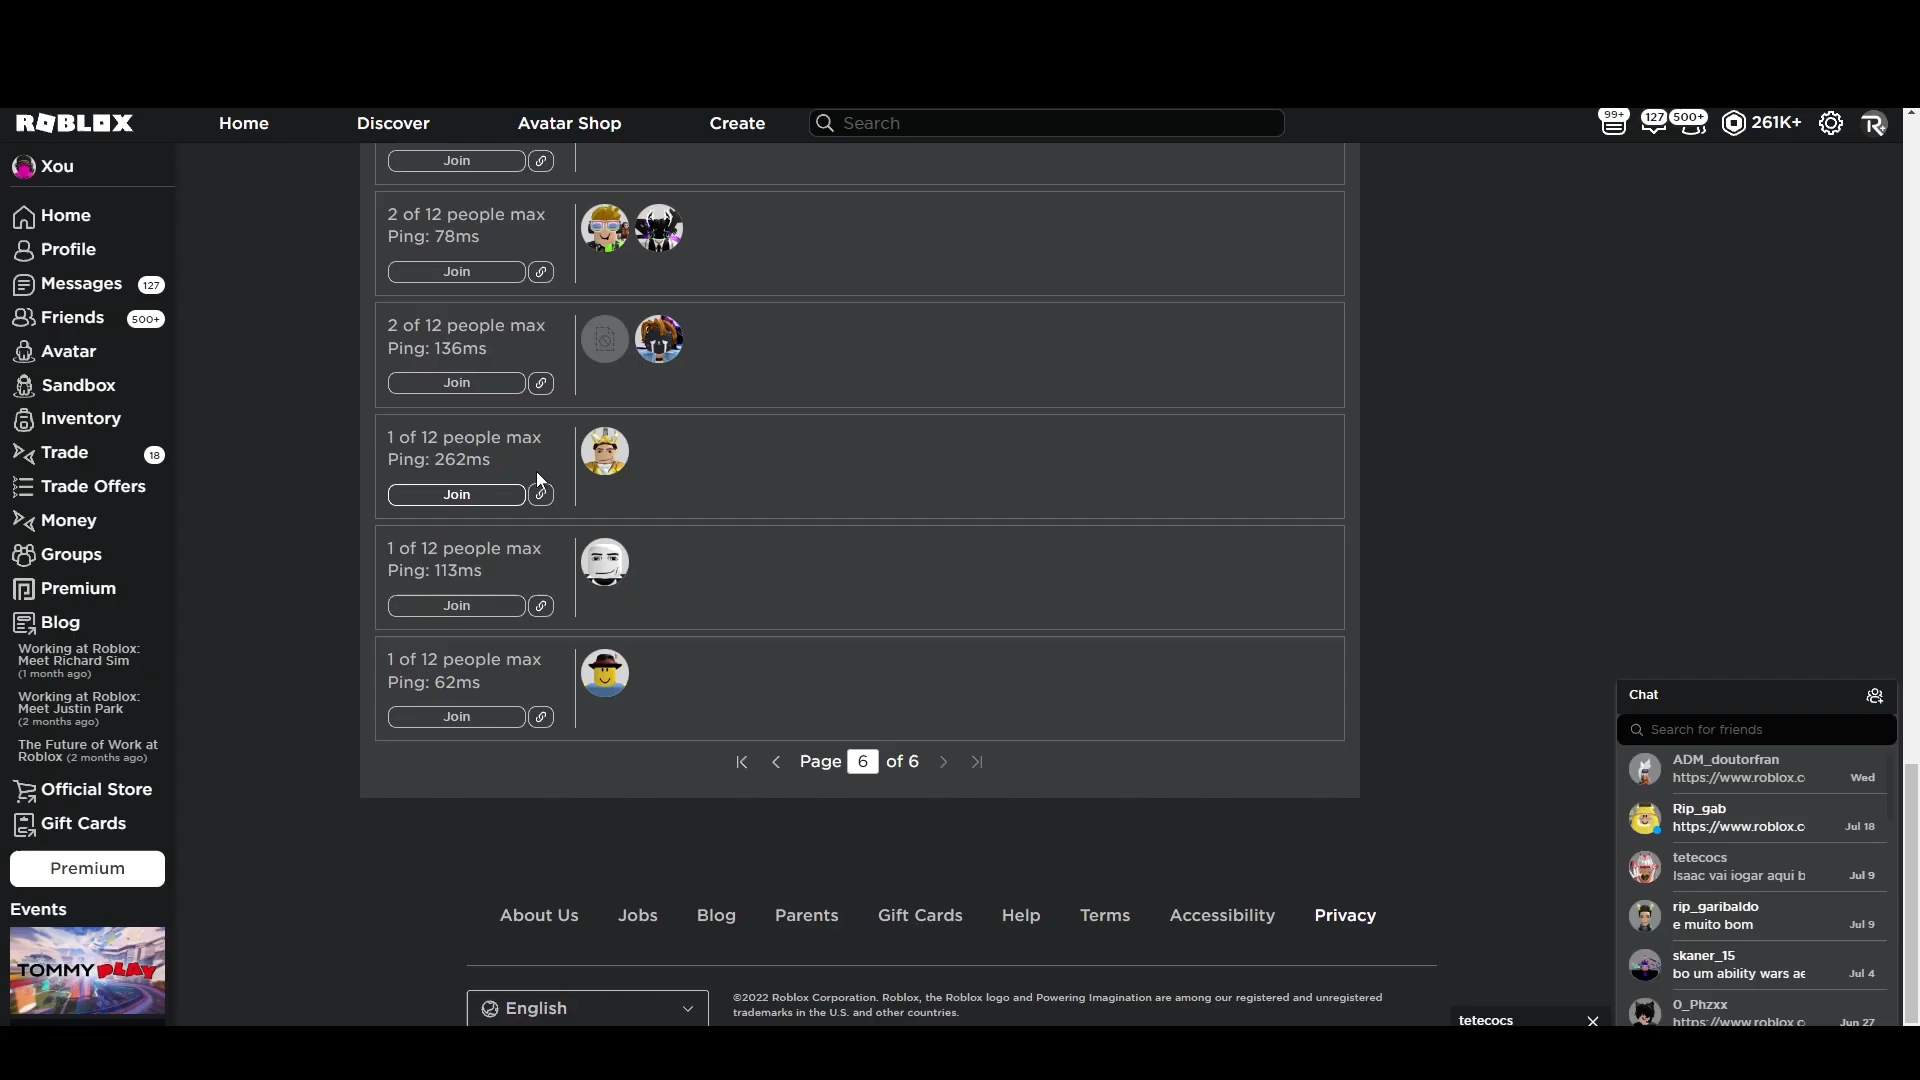 ROBLOX
Home
Discover
Avatar Shop
Create
Search
99+
127
500+
261K+
Xou
Home
Profile
Messages 127
Friends 500+
Avatar
Sandbox
Inventory
Trade 18
Trade Offers
Money
Groups
Premium
Blog
Working at Roblox:
Meet Richard Sim
(1 month ago)
Working at Roblox:
Meet Justin Park
(2 months ago)
The Future of Work at
Roblox (2 months ago)
Official Store
Gift Cards
Premium
Events
TOMMY PLAY
Join
2 of 12 people max
Ping: 78ms
Join
2 of 12 people max
Ping: 136ms
Join
1 of 12 people max
Ping: 262ms
Join
1 of 12 people max
Ping: 113ms
Join
1 of 12 people max
Ping: 62ms
Join
Page 6 of 6
About Us
Jobs
Blog
Parents
Gift Cards
Help
Terms
Accessibility
Privacy
English
©2022 Roblox Corporation. Roblox, the Roblox logo and Powering Imagination are among our registered and unregistered
trademarks in the U.S. and other countries.
Chat
Search for friends
ADM_doutorfran
https://www.roblox.c Wed
Rip_gab
https://www.roblox.c Jul 18
tetecocs
Isaac vai jogar aqui b Jul 9
rip_garibaldo
e muito bom Jul 9
skaner_15
bo um ability wars ae Jul 4
O_Phzxx
https://www.roblox.c Jun 27
tetecocs